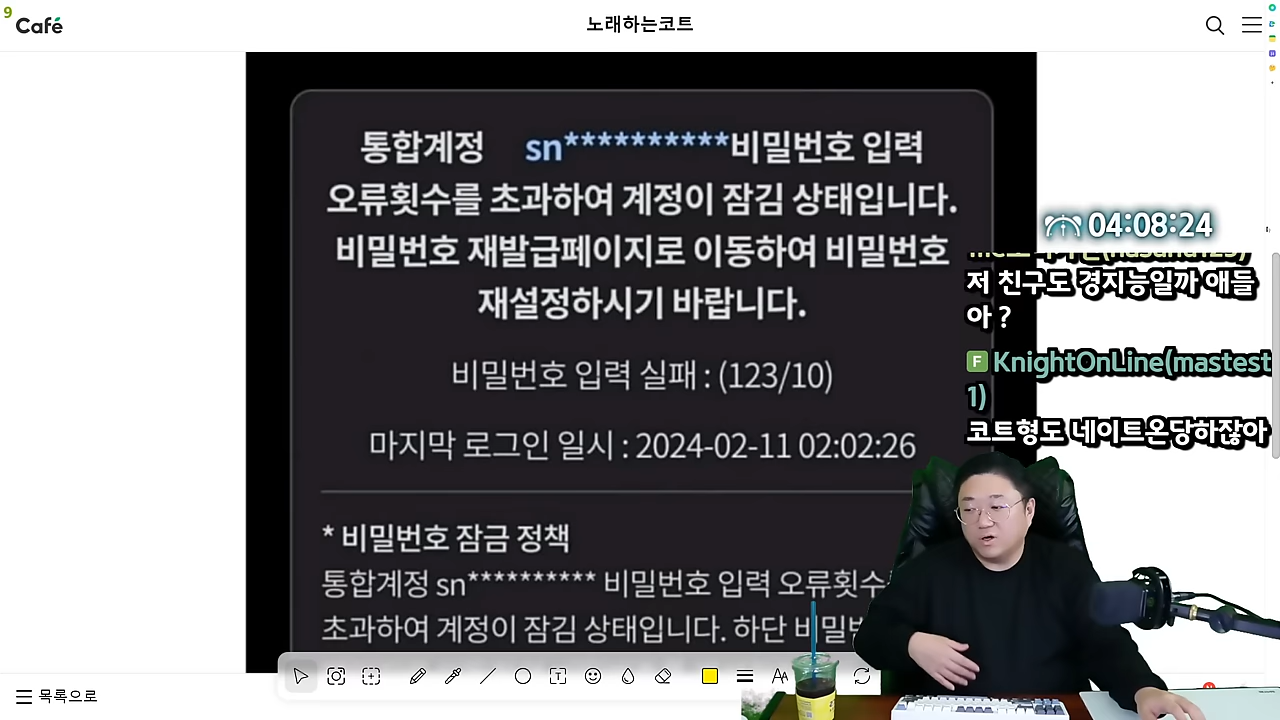 9
Café
노래하는코트
통합계정 sn**********비밀번호 입력
오류횟수를 초과하여 계정이 잠김 상태입니다.
비밀번호 재발급페이지로 이동하여 비밀번호
재설정하시기 바랍니다.
비밀번호 입력 실패 : (123/10)
마지막 로그인 일시 : 2024-02-11 02:02:26
* 비밀번호 잠금 정책
통합계정 sn********** 비밀번호 입력 오류횟수
초과하여 계정이 잠김 상태입니다. 하단
04:08:24
저 친구도 경지능일까 애들
아 ?
F KnightOnLine(mastest
1)
코트형도 네이트온당하잖아
목록으로